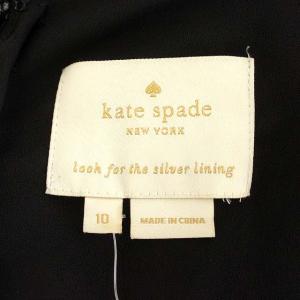 kate spade
NEW YORK
look for the silver lining
10
MADE IN CHINA